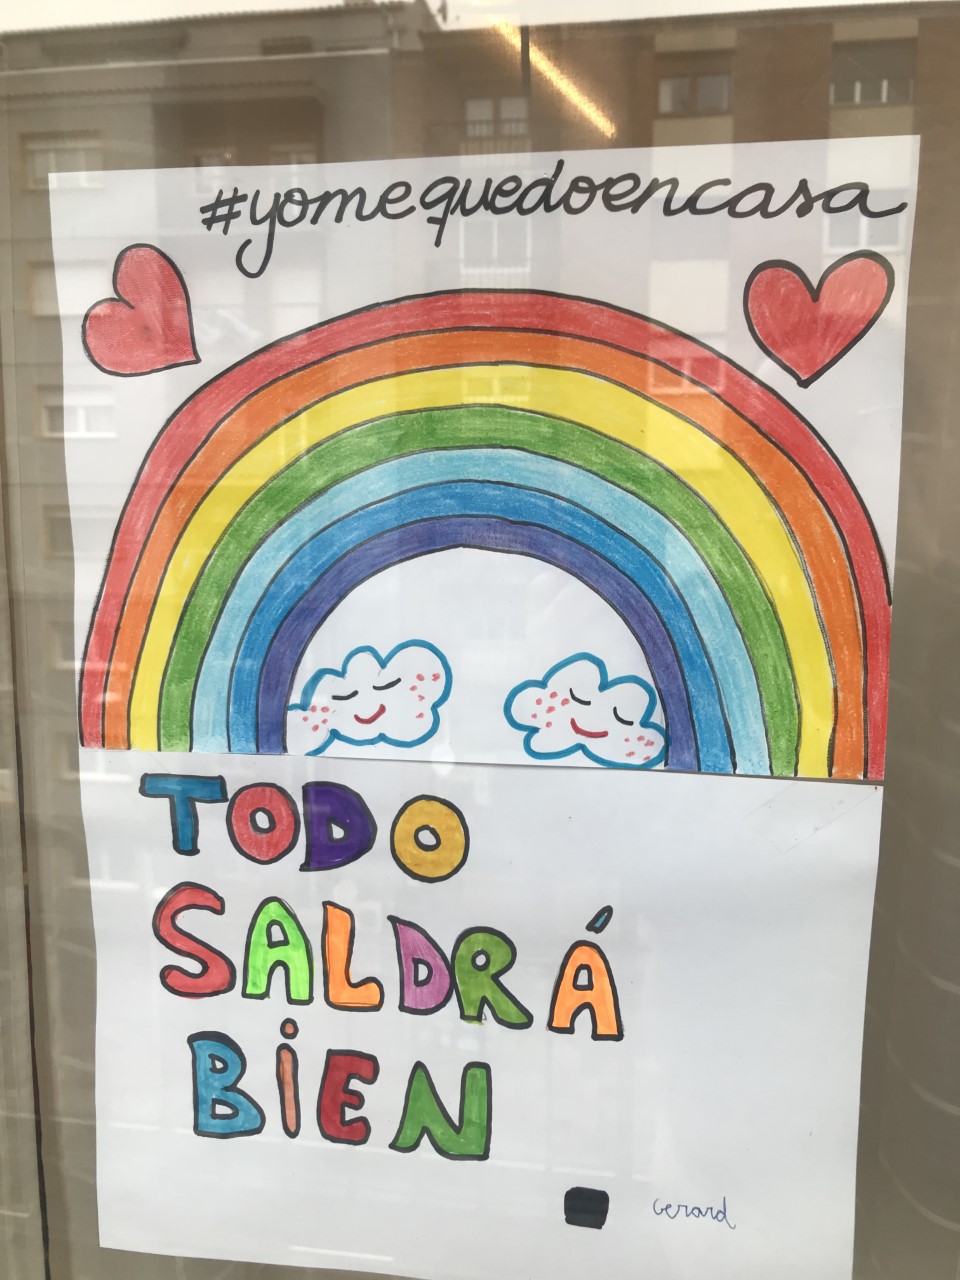 #yomequedoencasa
TODO
SALDRÁ
BiEN
Gerard